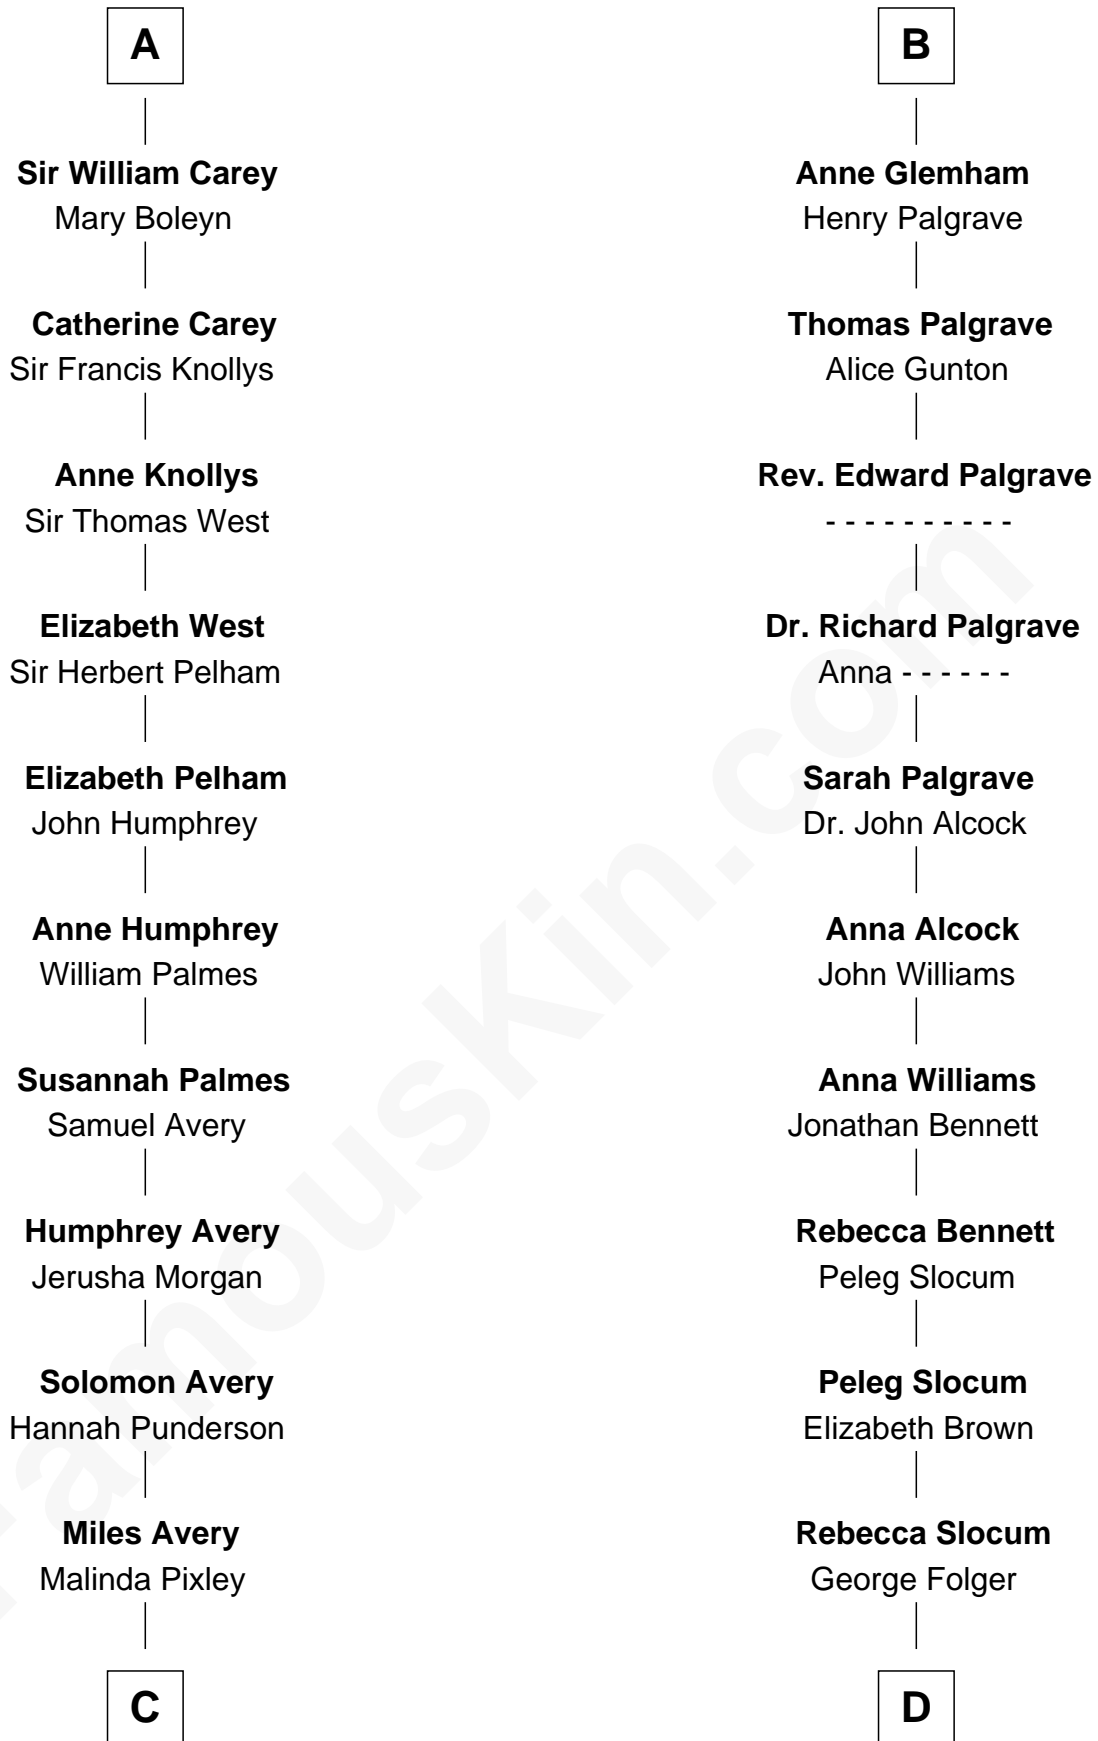 A
Sir William Carey
Mary Boleyn
Catherine Carey
Sir Francis Knollys
Anne Knollys
Sir Thomas West
Elizabeth West
Sir Herbert Pelham
Elizabeth Pelham
John Humphrey
Anne Humphrey
William Palmes
Susannah Palmes
Samuel Avery
Humphrey Avery
Jerusha Morgan
Solomon Avery
Hannah Punderson
Miles Avery
Malinda Pixley
C
B
Anne Glemham
Henry Palgrave
Thomas Palgrave
Alice Gunton
Rev. Edward Palgrave
- - - - - - - - - -
Dr. Richard Palgrave
Anna - - - - - -
Sarah Palgrave
Dr. John Alcock
Anna Alcock
John Williams
Anna Williams
Jonathan Bennett
Rebecca Bennett
Peleg Slocum
Peleg Slocum
Elizabeth Brown
Rebecca Slocum
George Folger
D
FamousKin.com